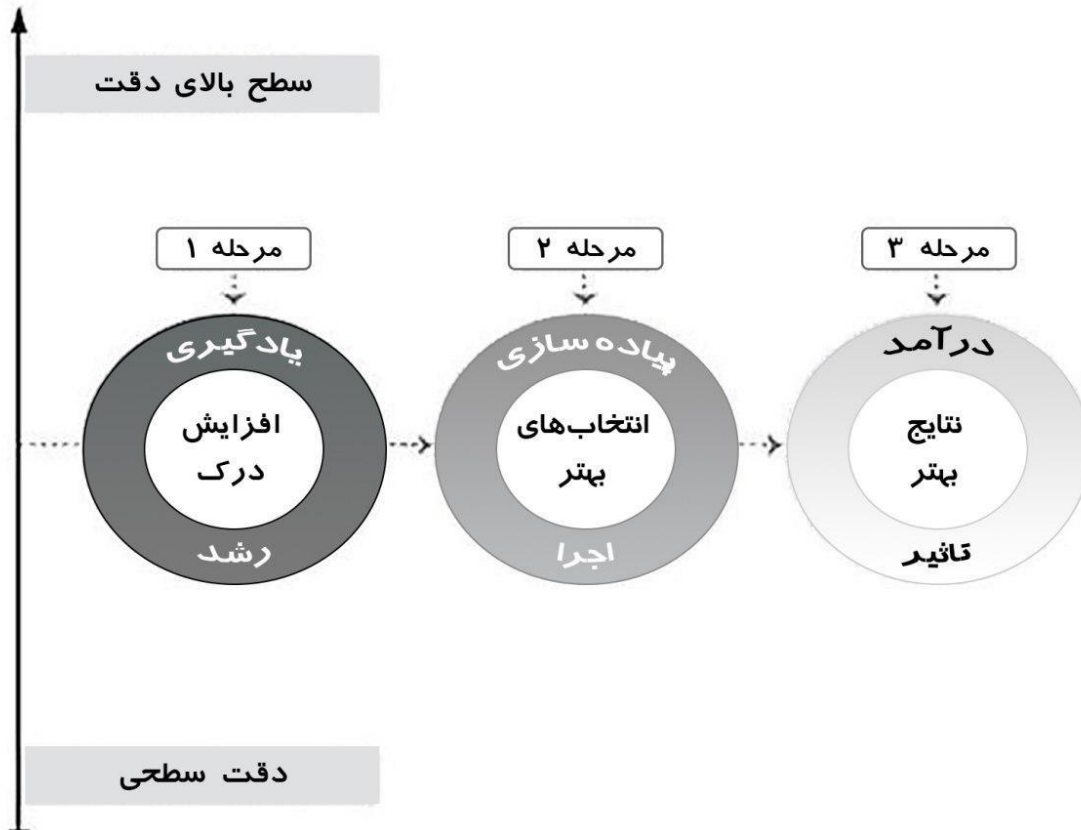 سطح بالای دقت
مرحله ۱
یادگیری
افزایش
درک
رشد
مرحله ۲
پیاده سازی
انتخاب‌های
بهتر
اجرا
مرحله ۳
درآمد
نتایج
بهتر
تاثیر
دقت سطحی